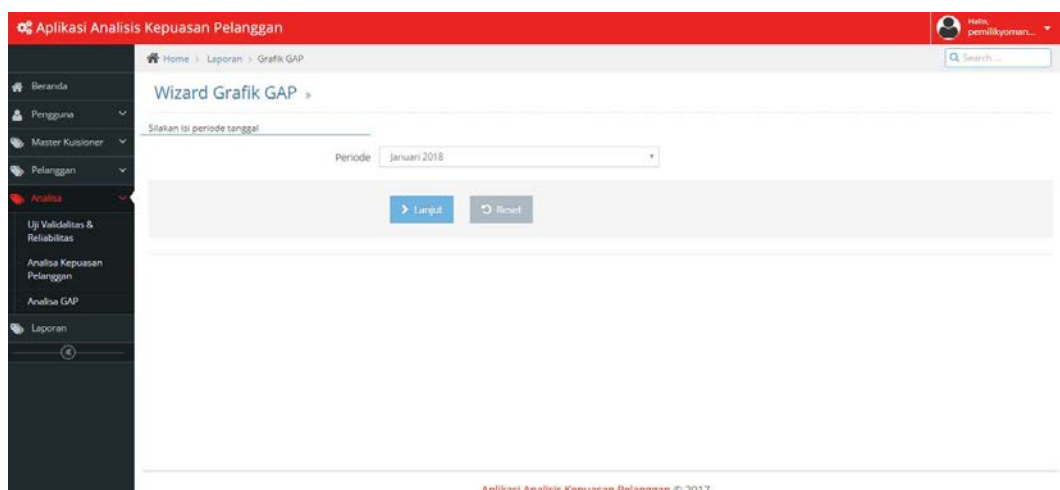 Aplikasi Analisis Kepuasan Pelanggan
Halo,
pemilikyoman...
Home › Laporan › Grafik GAP
Search ...
Beranda
Pengguna
Master Kuisioner
Pelanggan
Analisa
Uji Validalitas &
Reliabilitas
Analisa Kepuasan
Pelanggan
Analisa GAP
Laporan
Wizard Grafik GAP »
Silakan isi periode tanggal
Periode
Januari 2018
Lanjut
Reset
Aplikasi Analisis Kepuasan Pelanggan © 2017